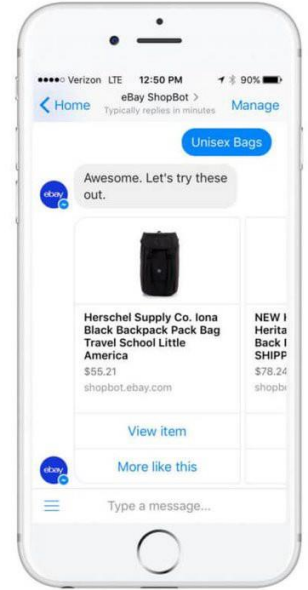 Verizon LTE 12:50 PM 90%
Home eBay ShopBot > Manage
Typically replies in minutes
Unisex Bags
Awesome. Let's try these
out.
ebay
Herschel Supply Co. Iona
Black Backpack Pack Bag
Travel School Little
America
$55.21
shopbot.ebay.com
NEW
Herita
Back
SHIPP
$78.24
shopb
View item
More like this
ebay
Type a message...